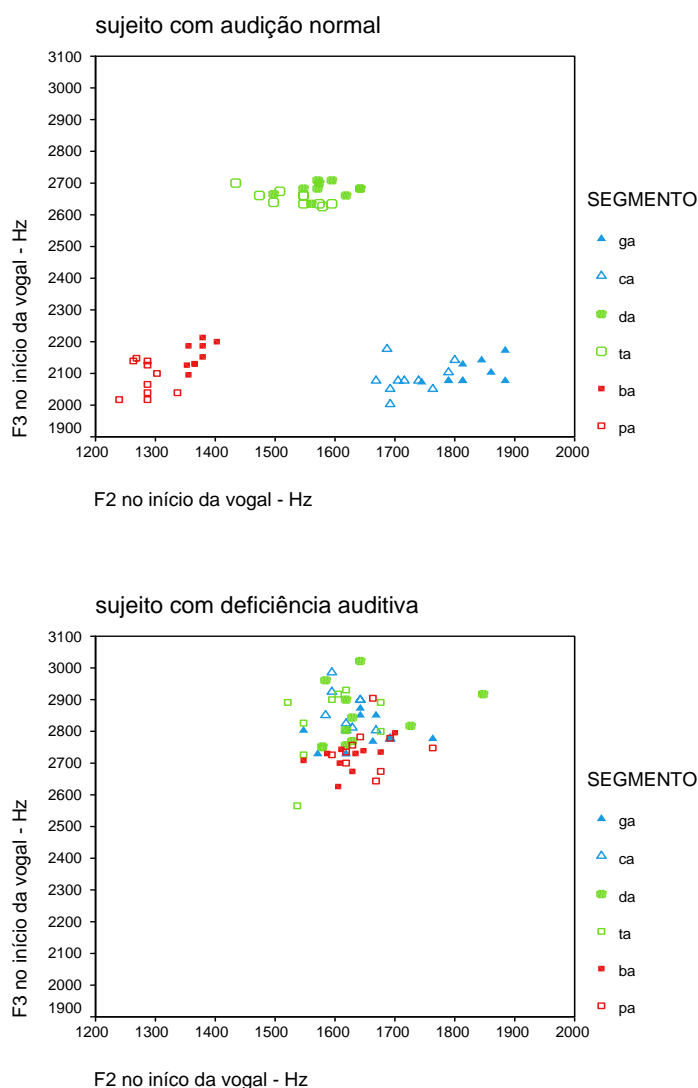 sujeito com audição normal
3100
3000
2900
2800
2700
2600
2500
2400
2300
2200
2100
2000
1900
F3 no início da vogal - Hz
1200 1300 1400 1500 1600 1700 1800 1900 2000
F2 no início da vogal - Hz
SEGMENTO
ga
ca
da
ta
ba
pa
sujeito com deficiência auditiva
3100
3000
2900
2800
2700
2600
2500
2400
2300
2200
2100
2000
1900
F3 no início da vogal - Hz
1200 1300 1400 1500 1600 1700 1800 1900 2000
F2 no iníco da vogal - Hz
SEGMENTO
ga
ca
da
ta
ba
pa